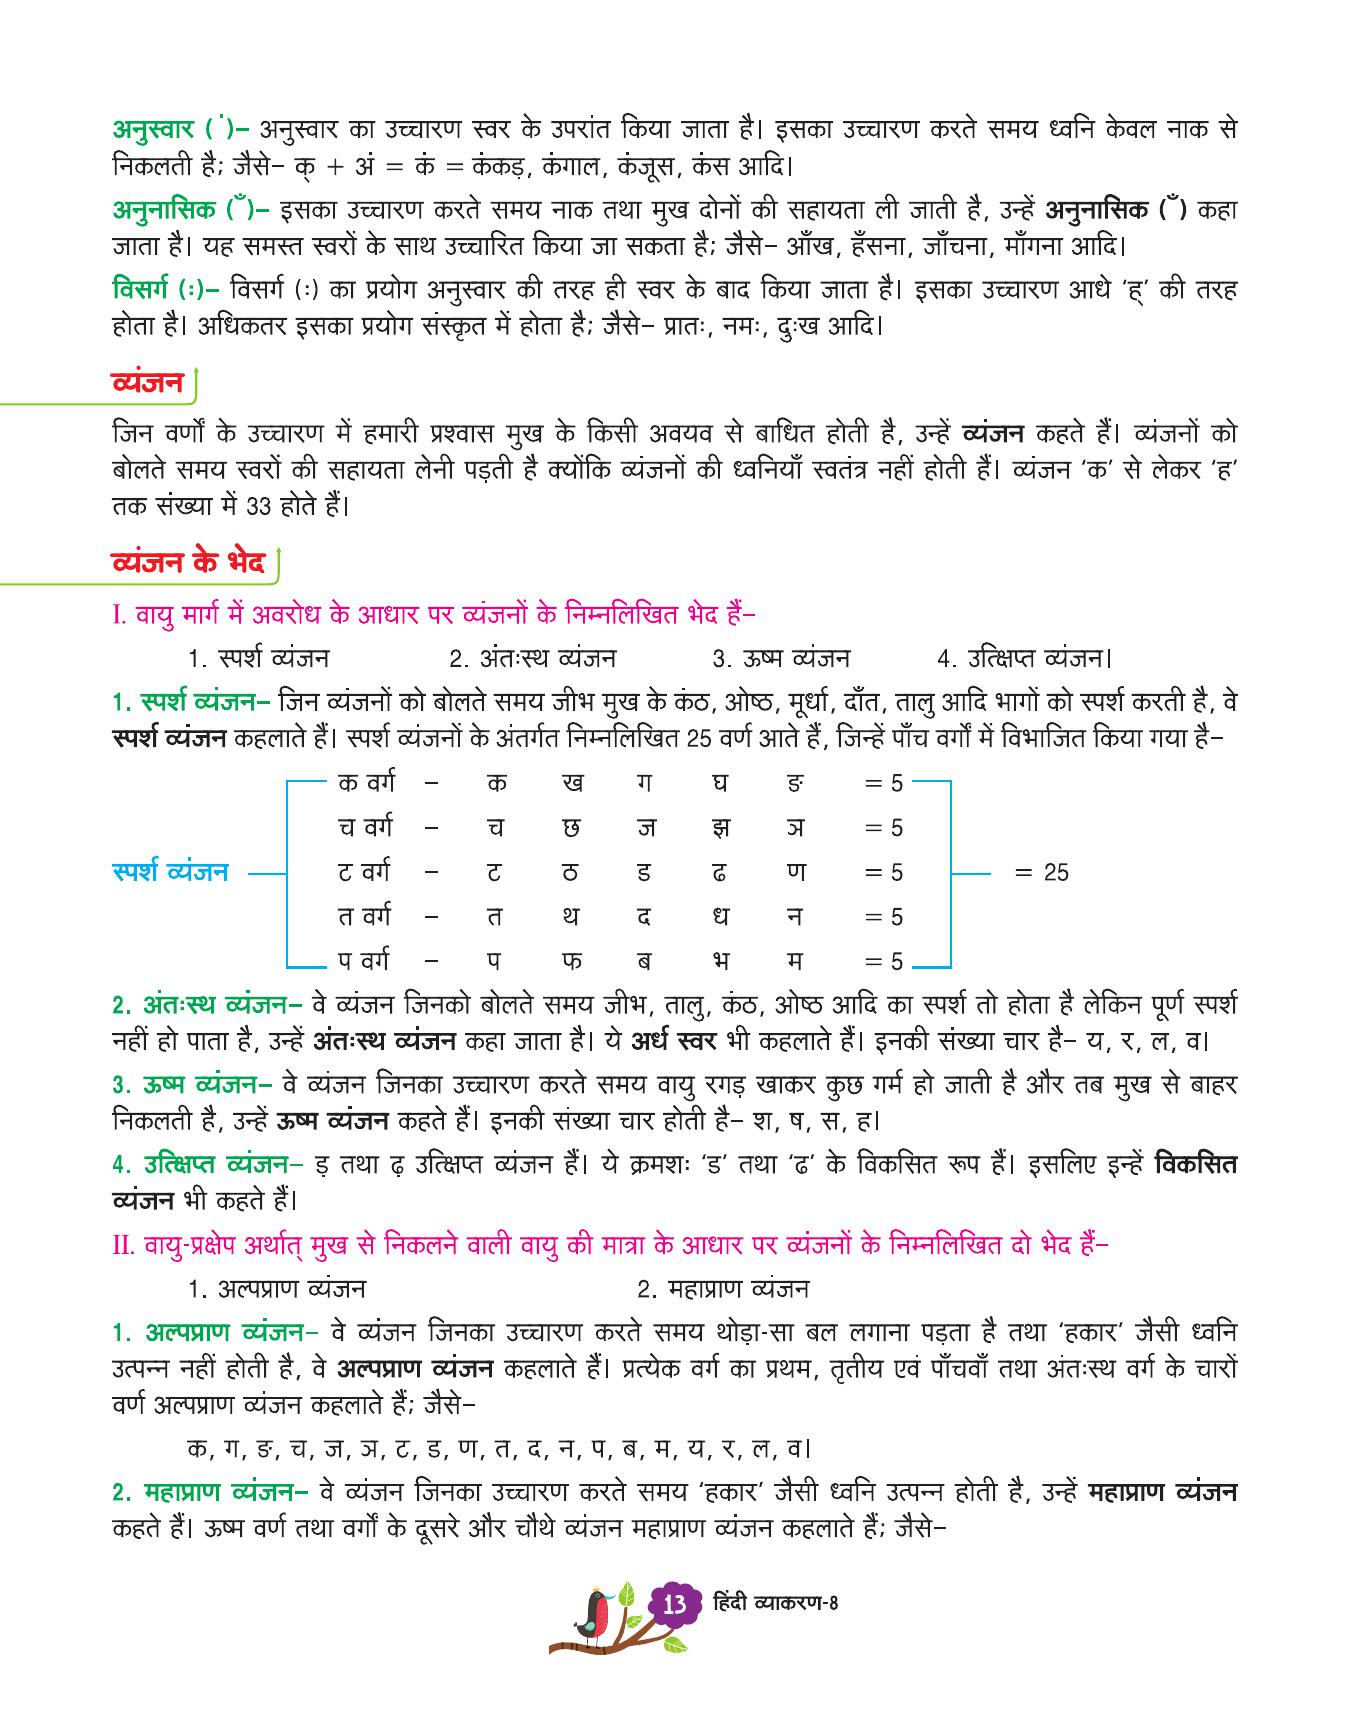 अनुस्वार ( ं)– अनुस्वार का उच्चारण स्वर के उपरांत किया जाता है। इसका उच्चारण करते समय ध्वनि केवल नाक से
निकलती है; जैसे– क् + अं = कं = कंकड़, कंगाल, कंजूस, कंस आदि।
अनुनासिक (ँ)– इसका उच्चारण करते समय नाक तथा मुख दोनों की सहायता ली जाती है, उन्हें अनुनासिक (ँ) कहा
जाता है। यह समस्त स्वरों के साथ उच्चारित किया जा सकता है; जैसे– आँख, हँसना, जाँचना, माँगना आदि।
विसर्ग (ः)– विसर्ग (ः) का प्रयोग अनुस्वार की तरह ही स्वर के बाद किया जाता है। इसका उच्चारण आधे ‘ह्’ की तरह
होता है। अधिकतर इसका प्रयोग संस्कृत में होता है; जैसे– प्रातः, नमः, दुःख आदि।
व्यंजन
जिन वर्णों के उच्चारण में हमारी प्रश्वास मुख के किसी अवयव से बाधित होती है, उन्हें व्यंजन कहते हैं। व्यंजनों को
बोलते समय स्वरों की सहायता लेनी पड़ती है क्योंकि व्यंजनों की ध्वनियाँ स्वतंत्र नहीं होती हैं। व्यंजन ‘क’ से लेकर ‘ह’
तक संख्या में 33 होते हैं।
व्यंजन के भेद
I. वायु मार्ग में अवरोध के आधार पर व्यंजनों के निम्नलिखित भेद हैं–
1. स्पर्श व्यंजन 2. अंतःस्थ व्यंजन 3. ऊष्म व्यंजन 4. उत्क्षिप्त व्यंजन।
1. स्पर्श व्यंजन– जिन व्यंजनों को बोलते समय जीभ मुख के कंठ, ओष्ठ, मूर्धा, दाँत, तालु आदि भागों को स्पर्श करती है, वे
स्पर्श व्यंजन कहलाते हैं। स्पर्श व्यंजनों के अंतर्गत निम्नलिखित 25 वर्ण आते हैं, जिन्हें पाँच वर्गों में विभाजित किया गया है–
क वर्ग – क ख ग घ ङ = 5
च वर्ग – च छ ज झ ञ = 5
स्पर्श व्यंजन ट वर्ग – ट ठ ड ढ ण = 5 = 25
त वर्ग – त थ द ध न = 5
प वर्ग – प फ ब भ म = 5
2. अंतःस्थ व्यंजन– वे व्यंजन जिनको बोलते समय जीभ, तालु, कंठ, ओष्ठ आदि का स्पर्श तो होता है लेकिन पूर्ण स्पर्श
नहीं हो पाता है, उन्हें अंतःस्थ व्यंजन कहा जाता है। ये अर्ध स्वर भी कहलाते हैं। इनकी संख्या चार है– य, र, ल, व।
3. ऊष्म व्यंजन– वे व्यंजन जिनका उच्चारण करते समय वायु रगड़ खाकर कुछ गर्म हो जाती है और तब मुख से बाहर
निकलती है, उन्हें ऊष्म व्यंजन कहते हैं। इनकी संख्या चार होती है– श, ष, स, ह।
4. उत्क्षिप्त व्यंजन– ड़ तथा ढ़ उत्क्षिप्त व्यंजन हैं। ये क्रमशः ‘ड’ तथा ‘ढ’ के विकसित रूप हैं। इसलिए इन्हें विकसित
व्यंजन भी कहते हैं।
II. वायु-प्रक्षेप अर्थात् मुख से निकलने वाली वायु की मात्रा के आधार पर व्यंजनों के निम्नलिखित दो भेद हैं–
1. अल्पप्राण व्यंजन 2. महाप्राण व्यंजन
1. अल्पप्राण व्यंजन– वे व्यंजन जिनका उच्चारण करते समय थोड़ा-सा बल लगाना पड़ता है तथा ‘हकार’ जैसी ध्वनि
उत्पन्न नहीं होती है, वे अल्पप्राण व्यंजन कहलाते हैं। प्रत्येक वर्ग का प्रथम, तृतीय एवं पाँचवाँ तथा अंतःस्थ वर्ग के चारों
वर्ण अल्पप्राण व्यंजन कहलाते हैं; जैसे–
क, ग, ङ, च, ज, ञ, ट, ड, ण, त, द, न, प, ब, म, य, र, ल, व।
2. महाप्राण व्यंजन– वे व्यंजन जिनका उच्चारण करते समय ‘हकार’ जैसी ध्वनि उत्पन्न होती है, उन्हें महाप्राण व्यंजन
कहते हैं। ऊष्म वर्ण तथा वर्गों के दूसरे और चौथे व्यंजन महाप्राण व्यंजन कहलाते हैं; जैसे–
13 हिंदी व्याकरण-8